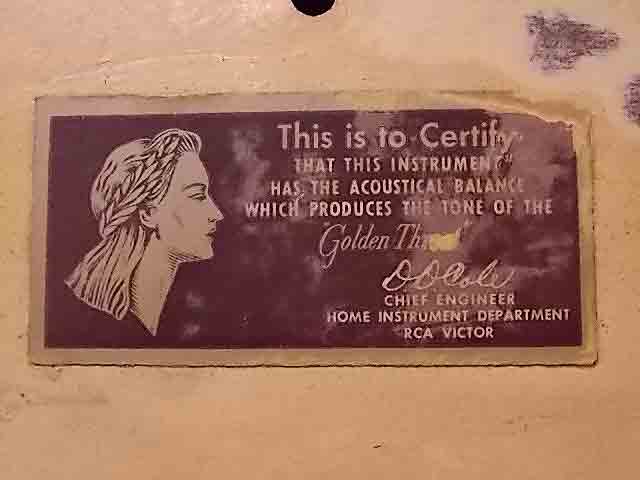 This is to Certify
THAT THIS INSTRUMENT
HAS THE ACOUSTICAL BALANCE
WHICH PRODUCES THE TONE OF THE
"Golden
D D Cole
CHIEF ENGINEER
HOME INSTRUMENT DEPARTMENT
RCA VICTOR